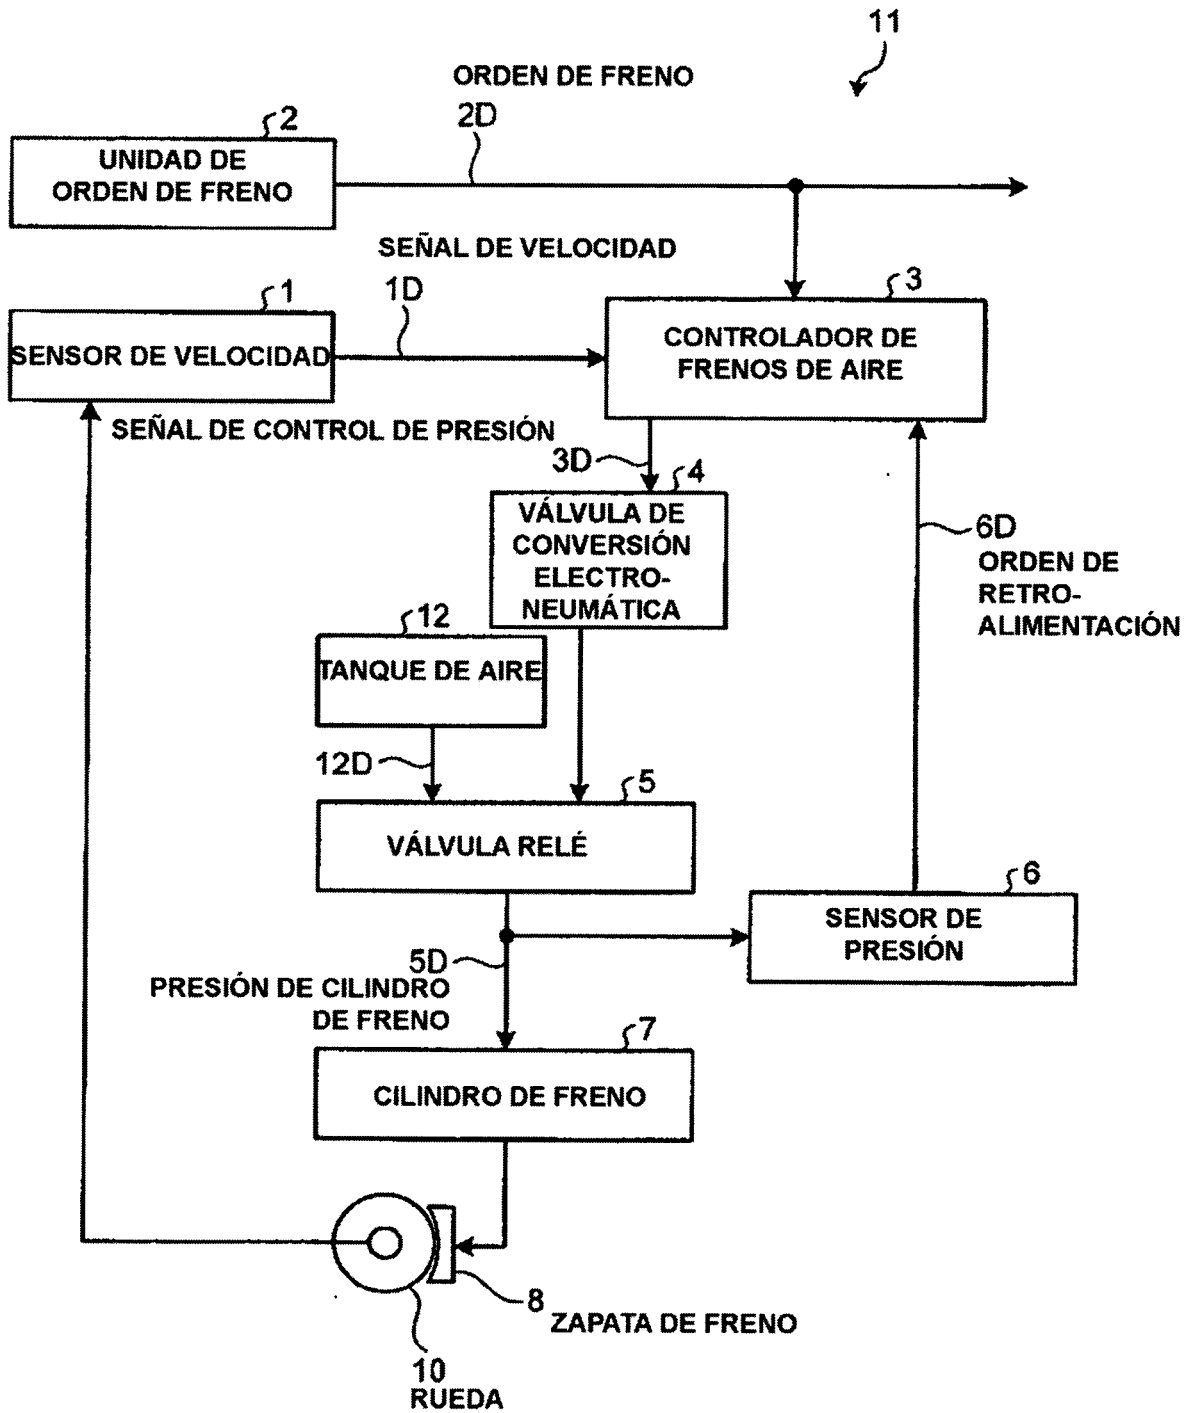 11
ORDEN DE FRENO
2D
2
UNIDAD DE
ORDEN DE FRENO
SEÑAL DE VELOCIDAD
1D
1
SENSOR DE VELOCIDAD
3
CONTROLADOR DE
FRENOS DE AIRE
SEÑAL DE CONTROL DE PRESIÓN
3D
4
VÁLVULA DE
CONVERSIÓN
ELECTRO-
NEUMÁTICA
6D
ORDEN DE
RETRO-
ALIMENTACIÓN
12
TANQUE DE AIRE
12D
5
VÁLVULA RELÉ
6
SENSOR DE
PRESIÓN
5D
PRESIÓN DE CILINDRO
DE FRENO
7
CILINDRO DE FRENO
8
ZAPATA DE FRENO
10
RUEDA